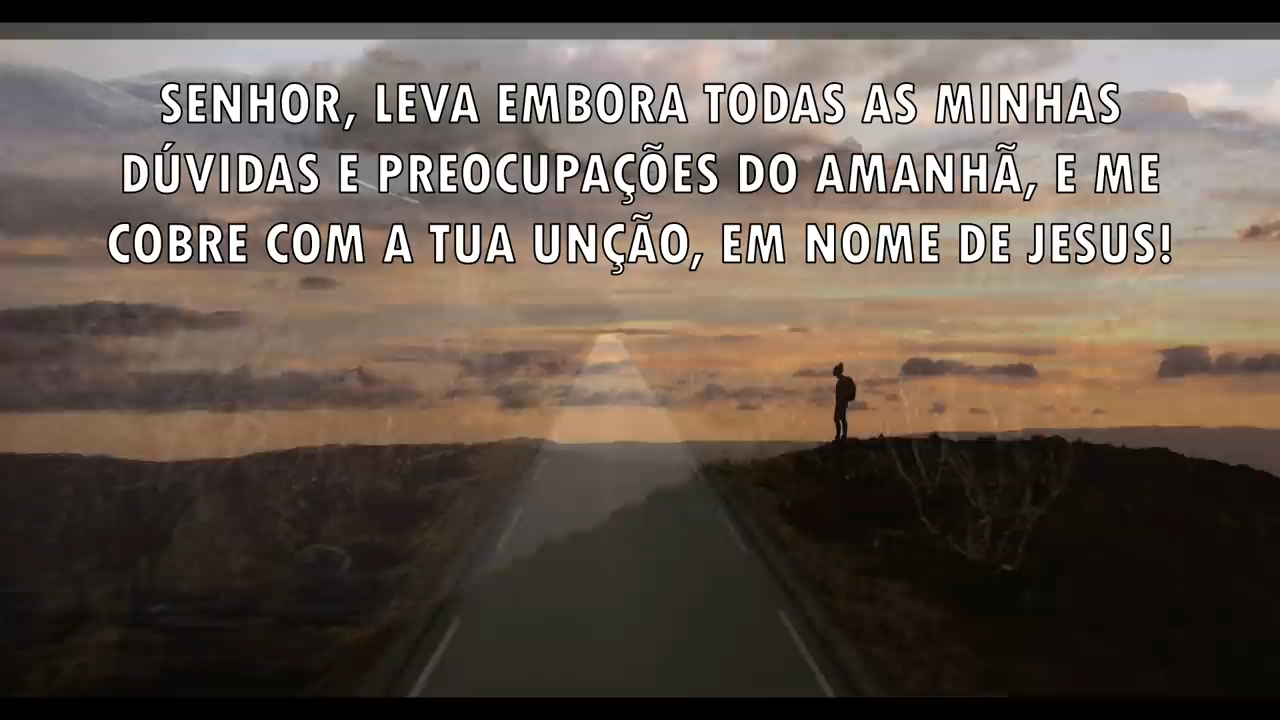 SENHOR, LEVA EMBORA TODAS AS MINHAS
DÚVIDAS E PREOCUPAÇÕES DO AMANHÃ, E ME
COBRE COM A TUA UNÇÃO, EM NOME DE JESUS!